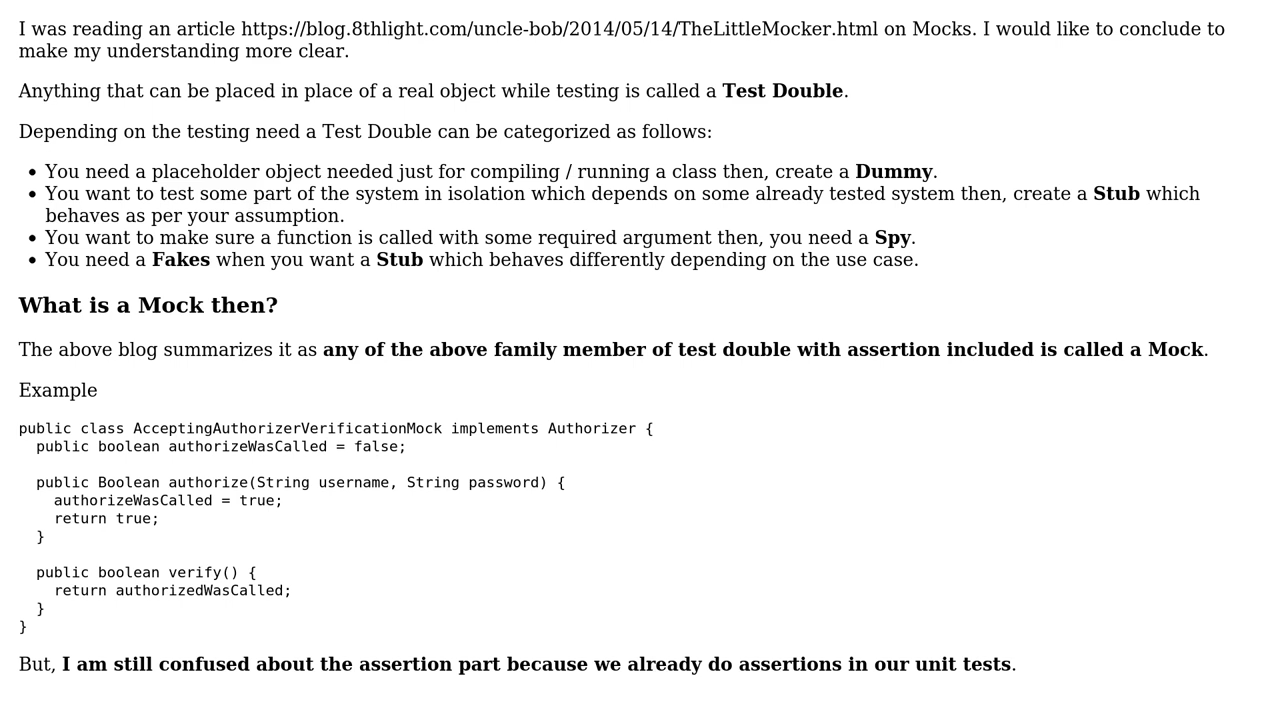 I was reading an article https://blog.8thlight.com/uncle-bob/2014/05/14/TheLittleMocker.html on Mocks. I would like to conclude to
make my understanding more clear.
Anything that can be placed in place of a real object while testing is called a Test Double.
Depending on the testing need a Test Double can be categorized as follows:
• You need a placeholder object needed just for compiling / running a class then, create a Dummy.
• You want to test some part of the system in isolation which depends on some already tested system then, create a Stub which
behaves as per your assumption.
• You want to make sure a function is called with some required argument then, you need a Spy.
• You need a Fakes when you want a Stub which behaves differently depending on the use case.
What is a Mock then?
The above blog summarizes it as any of the above family member of test double with assertion included is called a Mock.
Example
public class AcceptingAuthorizerVerificationMock implements Authorizer {
  public boolean authorizeWasCalled = false;
  public Boolean authorize(String username, String password) {
    authorizeWasCalled = true;
    return true;
  }
  public boolean verify() {
    return authorizedWasCalled;
  }
}
But, I am still confused about the assertion part because we already do assertions in our unit tests.